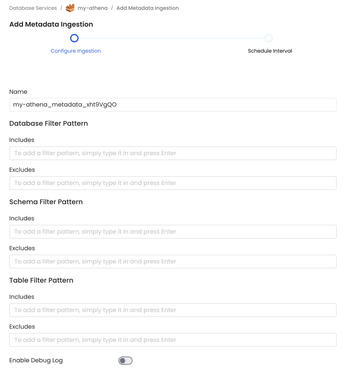 Database Services / my-athena / Add Metadata Ingestion
Add Metadata Ingestion
Configure Ingestion Schedule Interval
Name
my-athena_metadata_xht9VgQO
Database Filter Pattern
Includes
To add a filter pattern, simply type it in and press Enter
Excludes
To add a filter pattern, simply type it in and press Enter
Schema Filter Pattern
Includes
To add a filter pattern, simply type it in and press Enter
Excludes
To add a filter pattern, simply type it in and press Enter
Table Filter Pattern
Includes
To add a filter pattern, simply type it in and press Enter
Excludes
To add a filter pattern, simply type it in and press Enter
Enable Debug Log